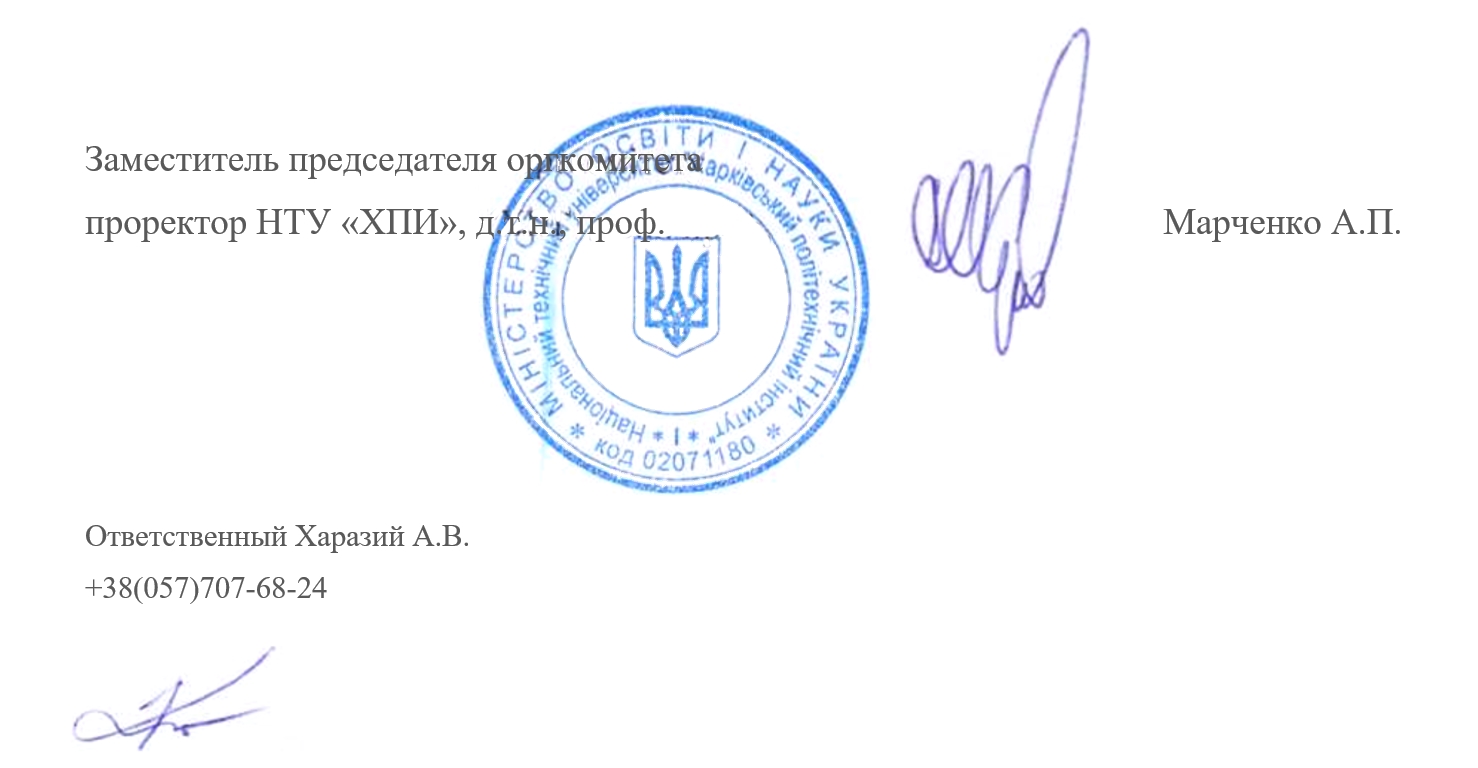 Заместитель председателя оргкомитета
проректор НТУ «ХПИ», д.т.н., проф.
Марченко А.П.
МІНІСТЕРСТВО ОСВІТИ І НАУКИ УКРАЇНИ
* код 02071180 *
Національний технічний університет "Харківський політехнічний інститут" * І *
Ответственный Харазий А.В.
+38(057)707-68-24